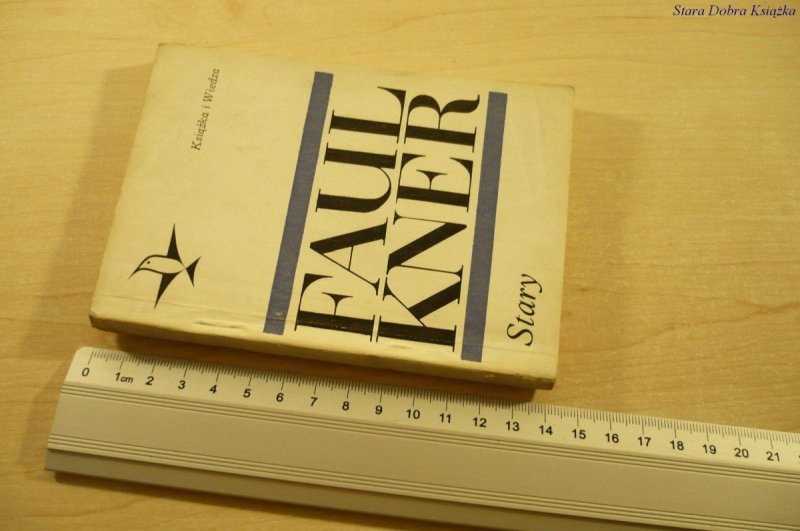 Stara Dobra Książka
Książka i Wiedza
FAUL
KNER
Stary
0 1cm 2 3 4 5 6 7 8 9 10 11 12 13 14 15 16 17 18 19 20 21